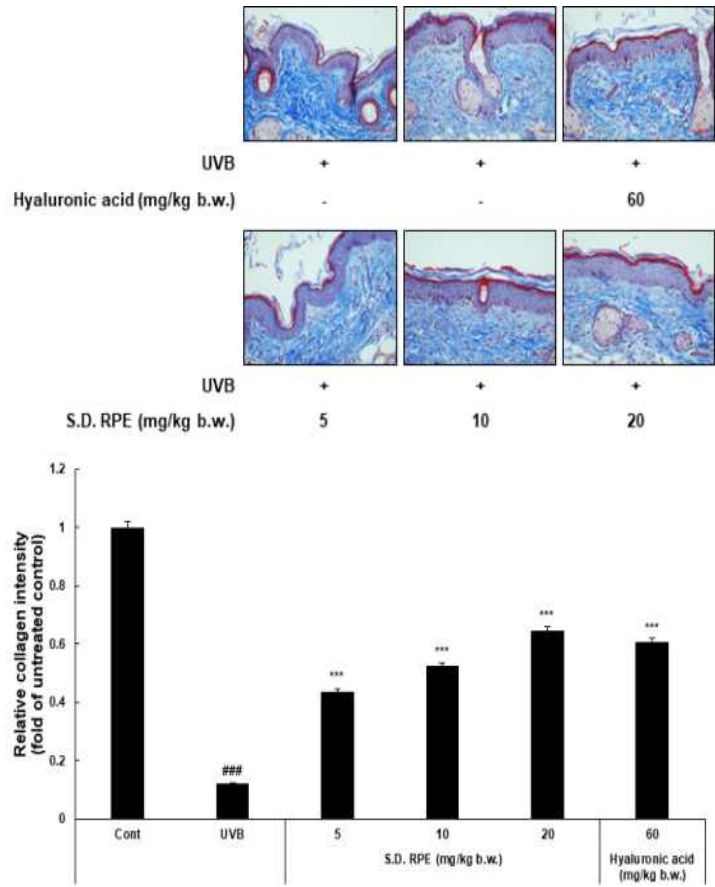 UVB + + +
Hyaluronic acid (mg/kg b.w.) - - 60
UVB + + +
S.D. RPE (mg/kg b.w.) 5 10 20
Relative collagen intensity
(fold of untreated control)
1.2
1
0.8
0.6
0.4
0.2
0
###
***
***
***
***
Cont UVB 5 10 20 60
S.D. RPE (mg/kg b.w.) Hyaluronic acid
(mg/kg b.w.)